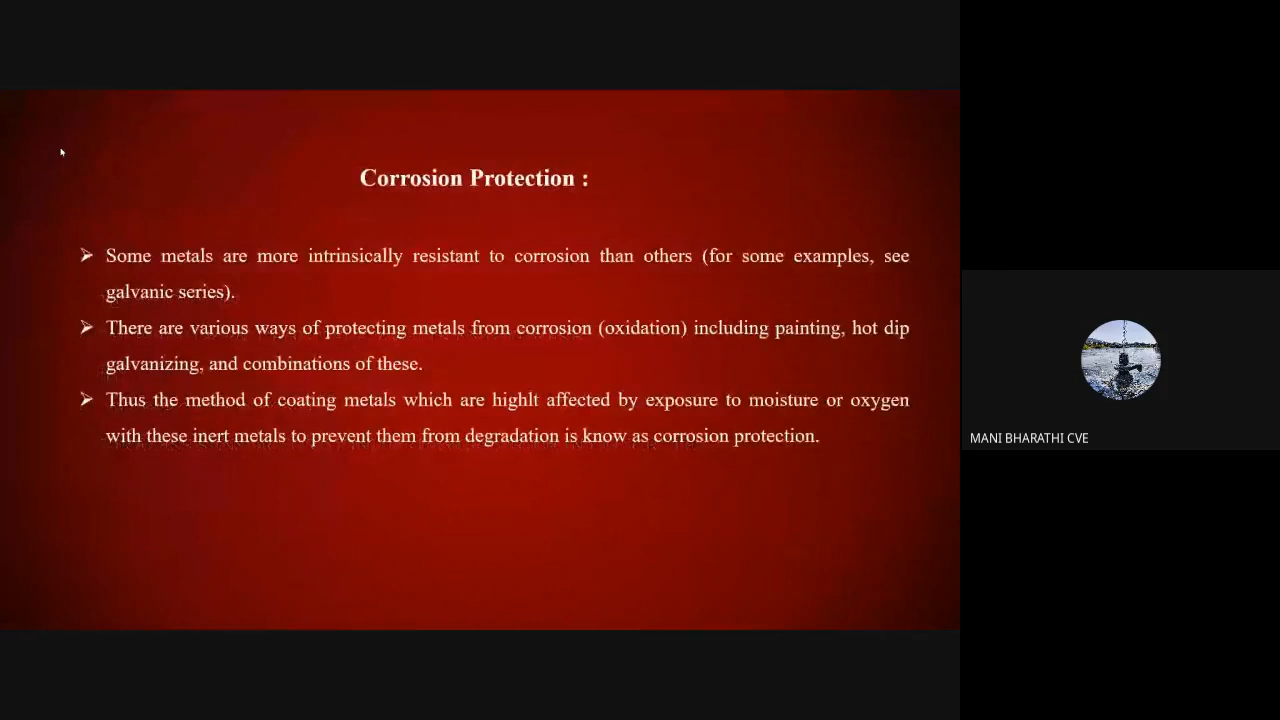 Corrosion Protection :
➢ Some metals are more intrinsically resistant to corrosion than others (for some examples, see
galvanic series).
➢ There are various ways of protecting metals from corrosion (oxidation) including painting, hot dip
galvanizing, and combinations of these.
➢ Thus the method of coating metals which are highlt affected by exposure to moisture or oxygen
with these inert metals to prevent them from degradation is know as corrosion protection.
MANI BHARATHI CVE